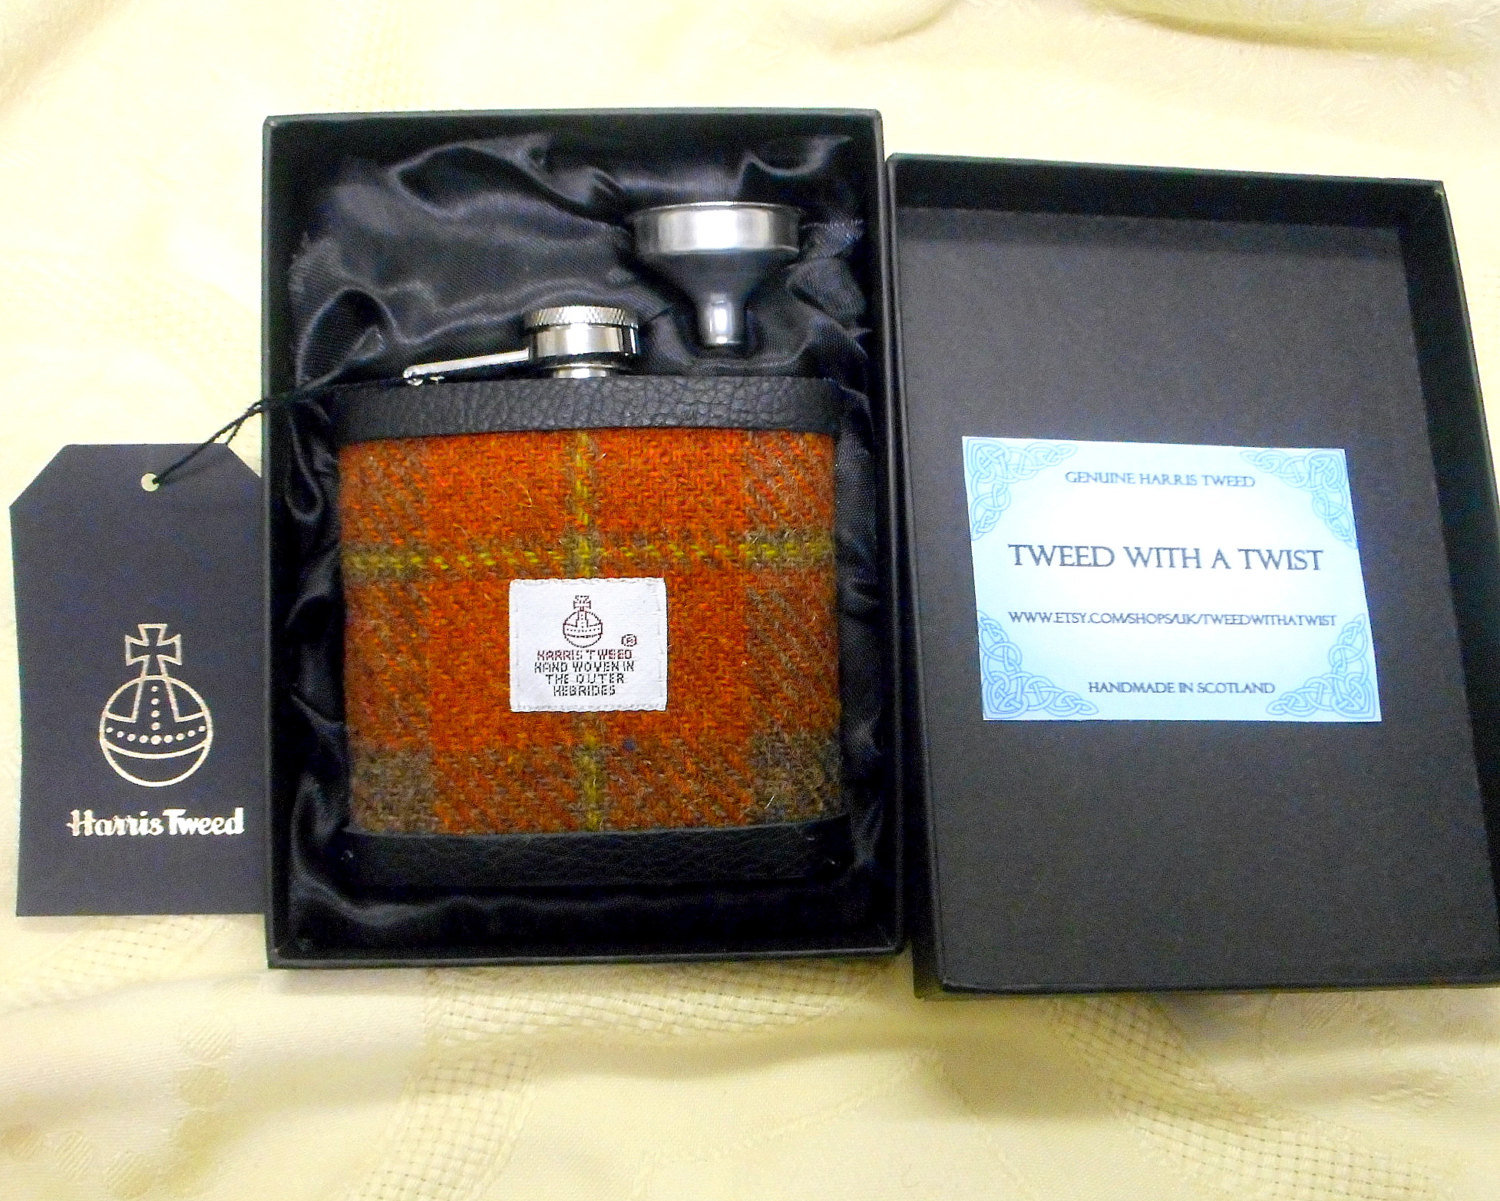 Harris Tweed
®
HARRIS TWEED
HAND WOVEN IN
THE OUTER
HEBRIDES
GENUINE HARRIS TWEED
TWEED WITH A TWIST
WWW.ETSY.COM/SHOPS/UK/TWEEDWITHATWIST
HANDMADE IN SCOTLAND